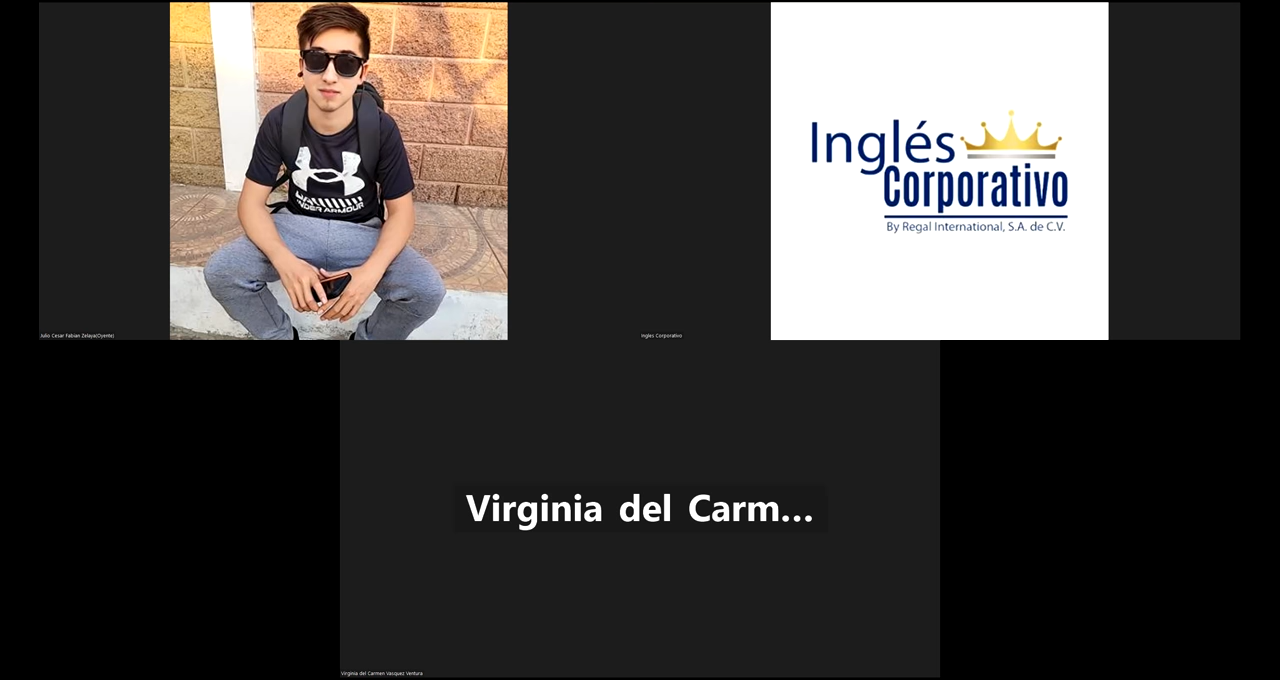 UNDER ARMOUR
Julio Cesar Fabian Zelaya(Oyente)
Inglés
Corporativo
By Regal International, S.A. de C.V.
Ingles Corporativo
Virginia del Carm...
Virginia del Carmen Vasquez Ventura